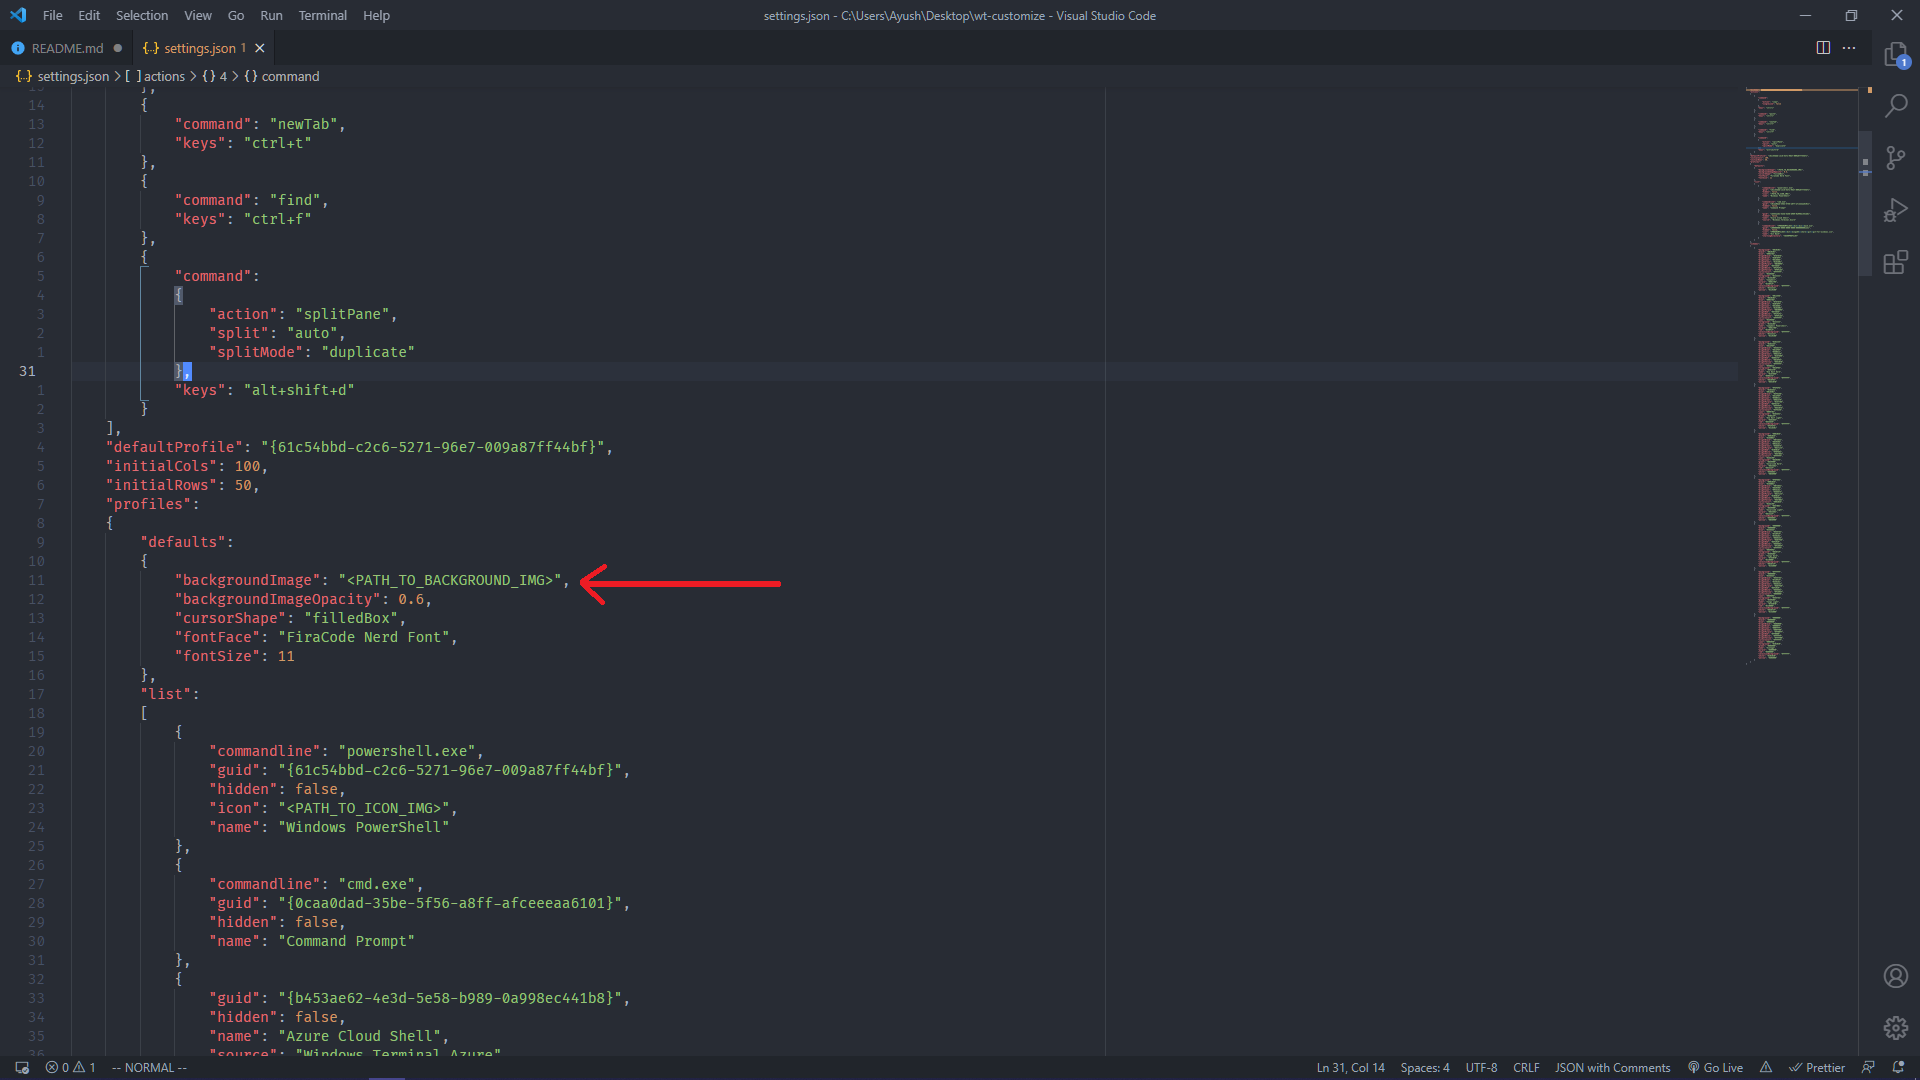 File Edit Selection View Go Run Terminal Help
settings.json - C:\Users\Ayush\Desktop\wt-customize - Visual Studio Code
README.md
{..} settings.json 1
{..} settings.json > [ ] actions > { } 4 > { } command
1
15 },
14 {
13 "command": "newTab",
12 "keys": "ctrl+t"
11 },
10 {
9 "command": "find",
8 "keys": "ctrl+f"
7 },
6 {
5 "command":
4 {
3 "action": "splitPane",
2 "split": "auto",
1 "splitMode": "duplicate"
31 },
1 "keys": "alt+shift+d"
2 }
3 ],
4 "defaultProfile": "{61c54bbd-c2c6-5271-96e7-009a87ff44bf}",
5 "initialCols": 100,
6 "initialRows": 50,
7 "profiles":
8 {
9 "defaults":
10 {
11 "backgroundImage": "<PATH_TO_BACKGROUND_IMG>",
12 "backgroundImageOpacity": 0.6,
13 "cursorShape": "filledBox",
14 "fontFace": "FiraCode Nerd Font",
15 "fontSize": 11
16 },
17 "list":
18 [
19 {
20 "commandline": "powershell.exe",
21 "guid": "{61c54bbd-c2c6-5271-96e7-009a87ff44bf}",
22 "hidden": false,
23 "icon": "<PATH_TO_ICON_IMG>",
24 "name": "Windows PowerShell"
25 },
26 {
27 "commandline": "cmd.exe",
28 "guid": "{0caa0dad-35be-5f56-a8ff-afceeeaa6101}",
29 "hidden": false,
30 "name": "Command Prompt"
31 },
32 {
33 "guid": "{b453ae62-4e3d-5e58-b989-0a998ec441b8}",
34 "hidden": false,
35 "name": "Azure Cloud Shell",
36 "source": "Windows.Terminal.Azure"
0 1 -- NORMAL -- Ln 31, Col 14 Spaces: 4 UTF-8 CRLF JSON with Comments Go Live Prettier